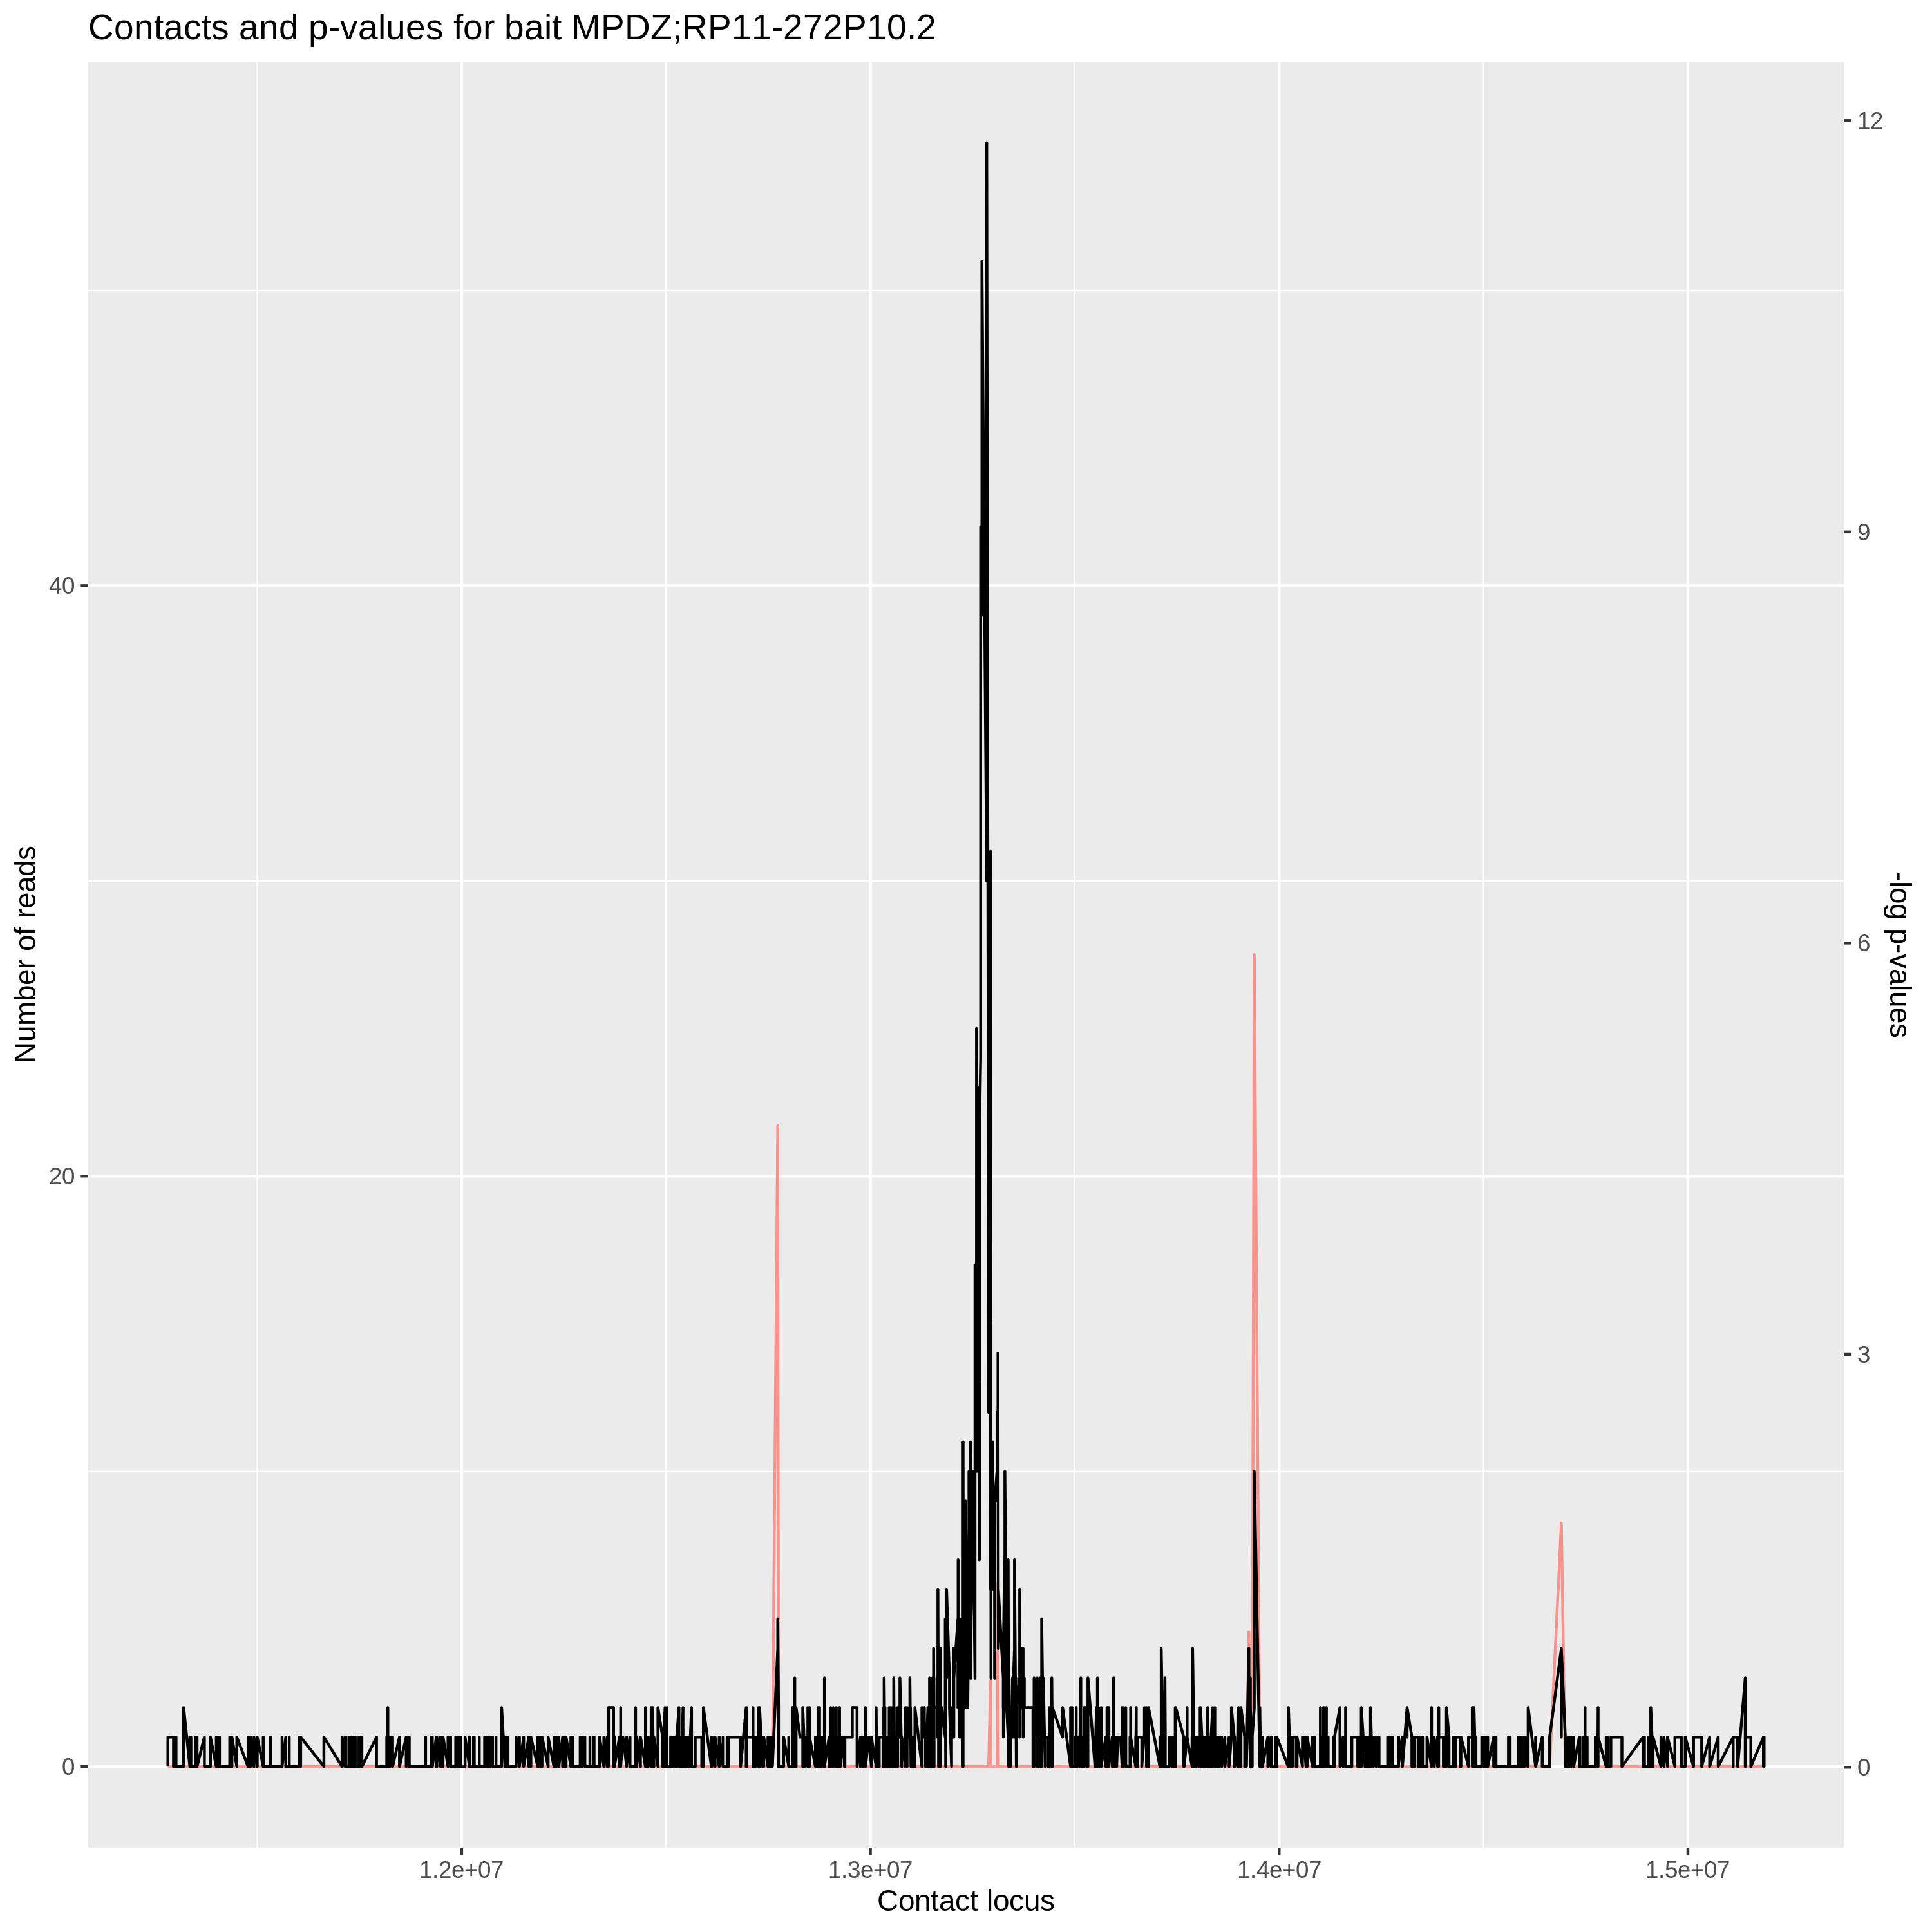 Contacts and p-values for bait MPDZ;RP11-272P10.2
Number of reads
40
20
0
12
9
6
3
0
-log p-values
1.2e+07
1.3e+07
1.4e+07
1.5e+07
Contact locus